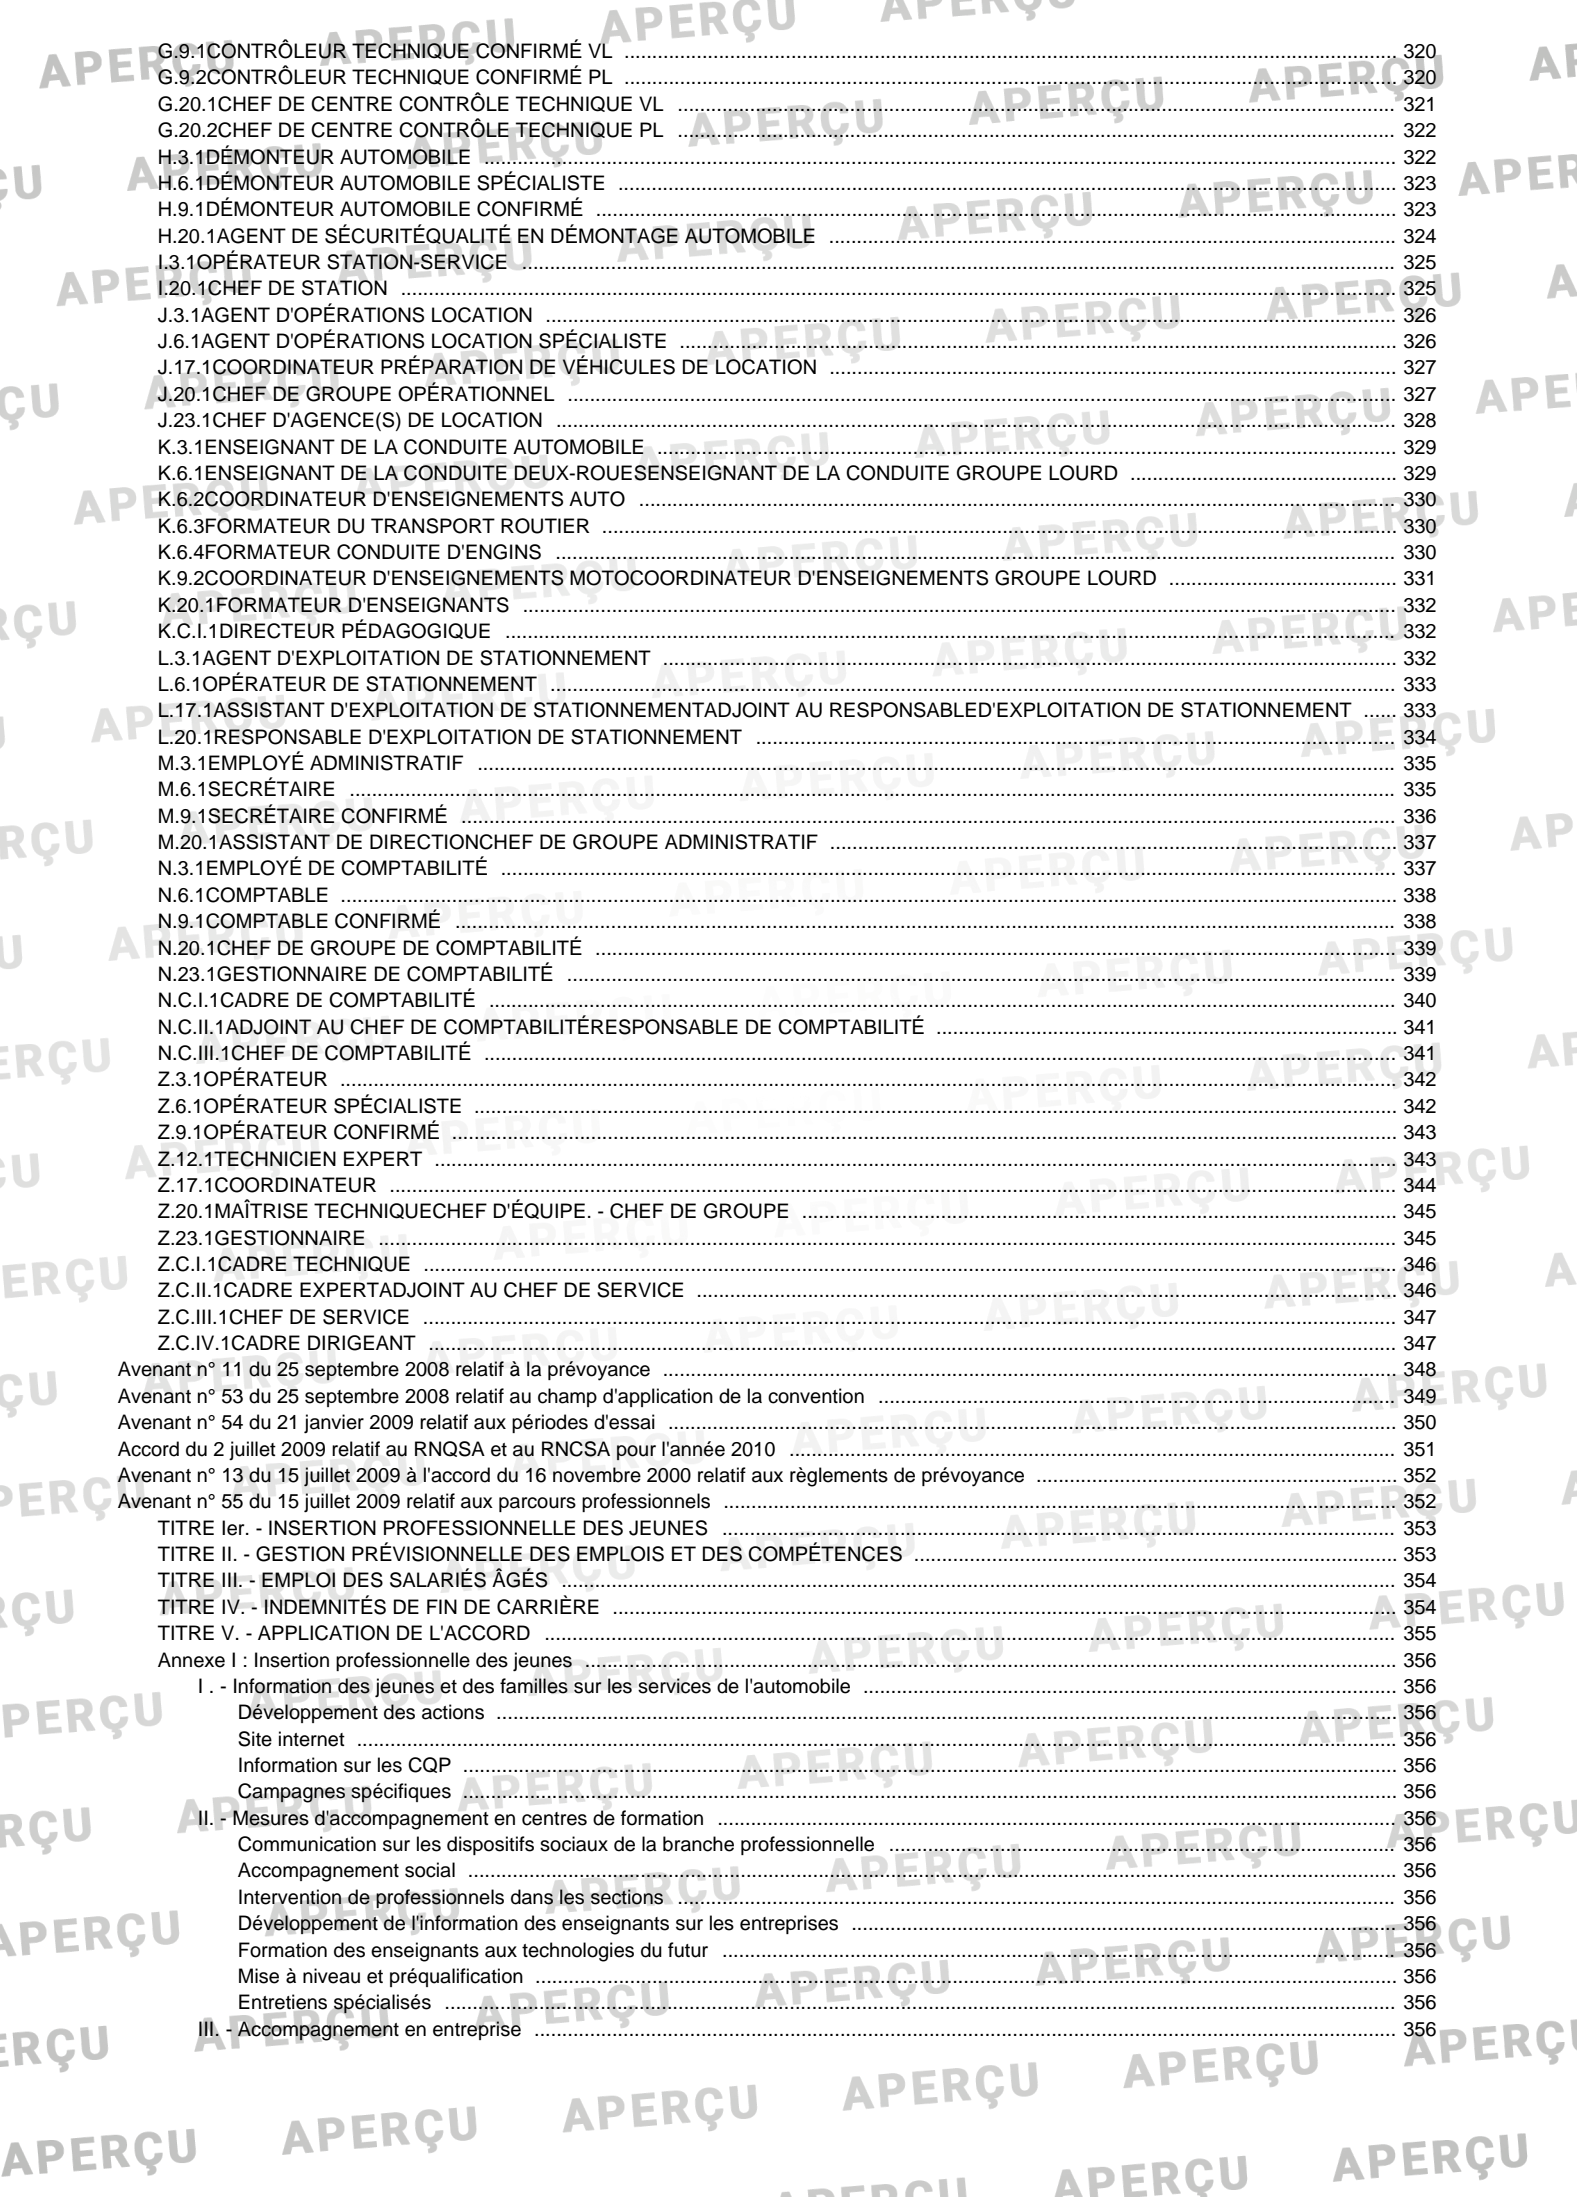 G.9.1CONTRÔLEUR TECHNIQUE CONFIRMÉ VL ........ 320
G.9.2CONTRÔLEUR TECHNIQUE CONFIRMÉ PL ........ 320
G.20.1CHEF DE CENTRE CONTRÔLE TECHNIQUE VL ........ 321
G.20.2CHEF DE CENTRE CONTRÔLE TECHNIQUE PL ........ 322
H.3.1DÉMONTEUR AUTOMOBILE ........ 322
H.6.1DÉMONTEUR AUTOMOBILE SPÉCIALISTE ........ 323
H.9.1DÉMONTEUR AUTOMOBILE CONFIRMÉ ........ 323
H.20.1AGENT DE SÉCURITÉQUALITÉ EN DÉMONTAGE AUTOMOBILE ........ 324
I.3.1OPÉRATEUR STATION-SERVICE ........ 325
I.20.1CHEF DE STATION ........ 325
J.3.1AGENT D'OPÉRATIONS LOCATION ........ 326
J.6.1AGENT D'OPÉRATIONS LOCATION SPÉCIALISTE ........ 326
J.17.1COORDINATEUR PRÉPARATION DE VÉHICULES DE LOCATION ........ 327
J.20.1CHEF DE GROUPE OPÉRATIONNEL ........ 327
J.23.1CHEF D'AGENCE(S) DE LOCATION ........ 328
K.3.1ENSEIGNANT DE LA CONDUITE AUTOMOBILE ........ 329
K.6.1ENSEIGNANT DE LA CONDUITE DEUX-ROUESENSEIGNANT DE LA CONDUITE GROUPE LOURD ........ 329
K.6.2COORDINATEUR D'ENSEIGNEMENTS AUTO ........ 330
K.6.3FORMATEUR DU TRANSPORT ROUTIER ........ 330
K.6.4FORMATEUR CONDUITE D'ENGINS ........ 330
K.9.2COORDINATEUR D'ENSEIGNEMENTS MOTOCOORDINATEUR D'ENSEIGNEMENTS GROUPE LOURD ........ 331
K.20.1FORMATEUR D'ENSEIGNANTS ........ 332
K.C.I.1DIRECTEUR PÉDAGOGIQUE ........ 332
L.3.1AGENT D'EXPLOITATION DE STATIONNEMENT ........ 332
L.6.1OPÉRATEUR DE STATIONNEMENT ........ 333
L.17.1ASSISTANT D'EXPLOITATION DE STATIONNEMENTADJOINT AU RESPONSABLED'EXPLOITATION DE STATIONNEMENT ...... 333
L.20.1RESPONSABLE D'EXPLOITATION DE STATIONNEMENT ........ 334
M.3.1EMPLOYÉ ADMINISTRATIF ........ 335
M.6.1SECRÉTAIRE ........ 335
M.9.1SECRÉTAIRE CONFIRMÉ ........ 336
M.20.1ASSISTANT DE DIRECTIONCHEF DE GROUPE ADMINISTRATIF ........ 337
N.3.1EMPLOYÉ DE COMPTABILITÉ ........ 337
N.6.1COMPTABLE ........ 338
N.9.1COMPTABLE CONFIRMÉ ........ 338
N.20.1CHEF DE GROUPE DE COMPTABILITÉ ........ 339
N.23.1GESTIONNAIRE DE COMPTABILITÉ ........ 339
N.C.I.1CADRE DE COMPTABILITÉ ........ 340
N.C.II.1ADJOINT AU CHEF DE COMPTABILITÉRESPONSABLE DE COMPTABILITÉ ........ 341
N.C.III.1CHEF DE COMPTABILITÉ ........ 341
Z.3.1OPÉRATEUR ........ 342
Z.6.1OPÉRATEUR SPÉCIALISTE ........ 342
Z.9.1OPÉRATEUR CONFIRMÉ ........ 343
Z.12.1TECHNICIEN EXPERT ........ 343
Z.17.1COORDINATEUR ........ 344
Z.20.1MAÎTRISE TECHNIQUECHEF D'ÉQUIPE. - CHEF DE GROUPE ........ 345
Z.23.1GESTIONNAIRE ........ 345
Z.C.I.1CADRE TECHNIQUE ........ 346
Z.C.II.1CADRE EXPERTADJOINT AU CHEF DE SERVICE ........ 346
Z.C.III.1CHEF DE SERVICE ........ 347
Z.C.IV.1CADRE DIRIGEANT ........ 347
Avenant n° 11 du 25 septembre 2008 relatif à la prévoyance ........ 348
Avenant n° 53 du 25 septembre 2008 relatif au champ d'application de la convention ........ 349
Avenant n° 54 du 21 janvier 2009 relatif aux périodes d'essai ........ 350
Accord du 2 juillet 2009 relatif au RNQSA et au RNCSA pour l'année 2010 ........ 351
Avenant n° 13 du 15 juillet 2009 à l'accord du 16 novembre 2000 relatif aux règlements de prévoyance ........ 352
Avenant n° 55 du 15 juillet 2009 relatif aux parcours professionnels ........ 352
TITRE Ier. - INSERTION PROFESSIONNELLE DES JEUNES ........ 353
TITRE II. - GESTION PRÉVISIONNELLE DES EMPLOIS ET DES COMPÉTENCES ........ 353
TITRE III. - EMPLOI DES SALARIÉS ÂGÉS ........ 354
TITRE IV. - INDEMNITÉS DE FIN DE CARRIÈRE ........ 354
TITRE V. - APPLICATION DE L'ACCORD ........ 355
Annexe I : Insertion professionnelle des jeunes ........ 356
I . - Information des jeunes et des familles sur les services de l'automobile ........ 356
Développement des actions ........ 356
Site internet ........ 356
Information sur les CQP ........ 356
Campagnes spécifiques ........ 356
II. - Mesures d'accompagnement en centres de formation ........ 356
Communication sur les dispositifs sociaux de la branche professionnelle ........ 356
Accompagnement social ........ 356
Intervention de professionnels dans les sections ........ 356
Développement de l'information des enseignants sur les entreprises ........ 356
Formation des enseignants aux technologies du futur ........ 356
Mise à niveau et préqualification ........ 356
Entretiens spécialisés ........ 356
III. - Accompagnement en entreprise ........ 356
APERÇU